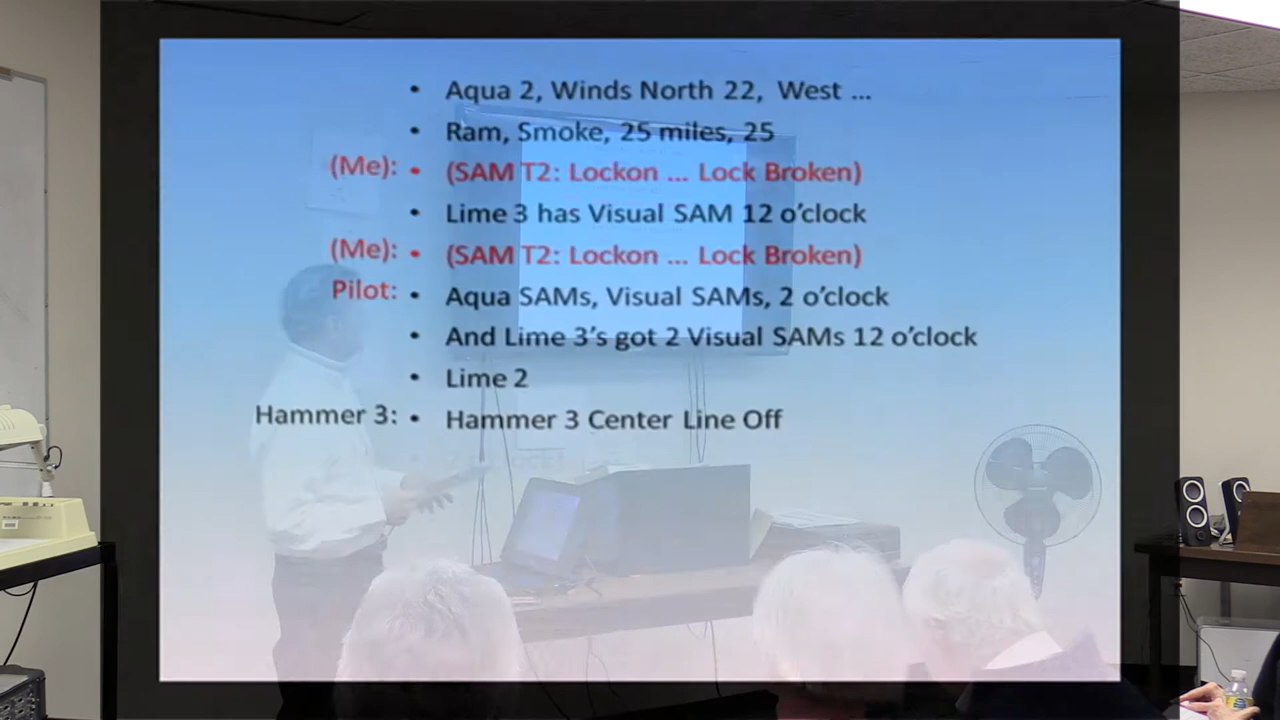 • Aqua 2, Winds North 22, West ...
• Ram, Smoke, 25 miles, 25
(Me): • (SAM T2: Lockon ... Lock Broken)
• Lime 3 has Visual SAM 12 o'clock
(Me): • (SAM T2: Lockon ... Lock Broken)
Pilot: • Aqua SAMs, Visual SAMs, 2 o'clock
• And Lime 3's got 2 Visual SAMs 12 o'clock
• Lime 2
Hammer 3: • Hammer 3 Center Line Off